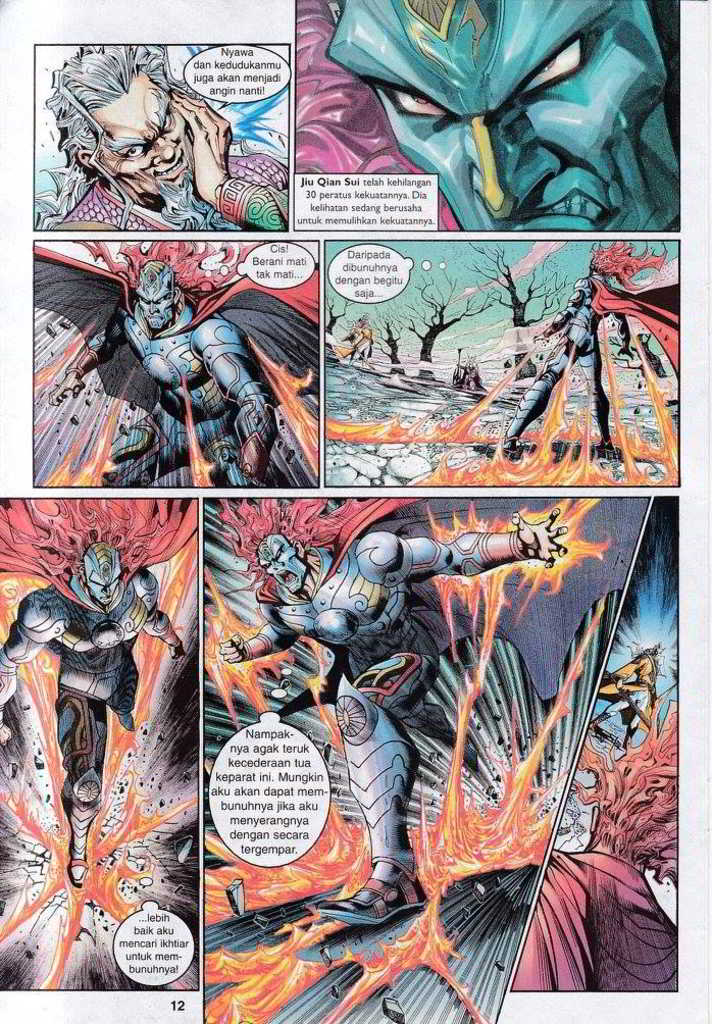 Nyawa
dan kedudukanmu
juga akan menjadi
angin nanti!
Jiu Qian Sui telah kehilangan
30 peratus kekuatannya. Dia
kelihatan sedang berusaha
untuk memulihkan kekuatannya.
Cis!
Berani mati
tak mati...
Daripada
dibunuhnya
dengan begitu
saja...
...lebih
baik aku
mencari ikhtiar
untuk mem-
bunuhnya!
Nampak-
nya agak teruk
kecederaan tua
keparat ini. Mungkin
aku akan dapat mem-
bunuhnya jika aku
menyerangnya
dengan secara
tergempar.
12